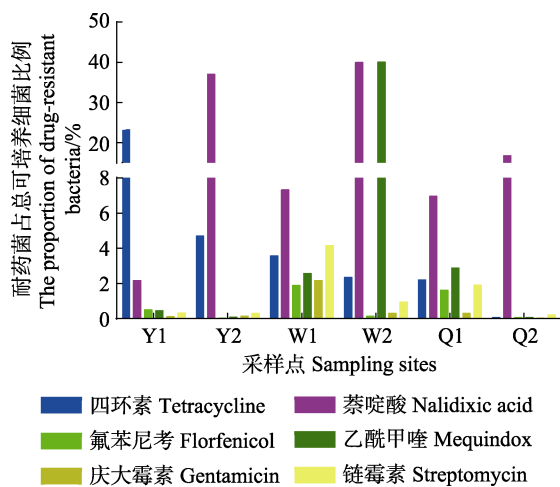 耐药菌占总可培养细菌比例
The proportion of drug-resistant
bacteria/%
50
40
30
20
8
6
4
2
0
Y1 Y2 W1 W2 Q1 Q2
采样点 Sampling sites
四环素 Tetracycline 萘啶酸 Nalidixic acid
氟苯尼考 Florfenicol 乙酰甲喹 Mequindox
庆大霉素 Gentamicin 链霉素 Streptomycin